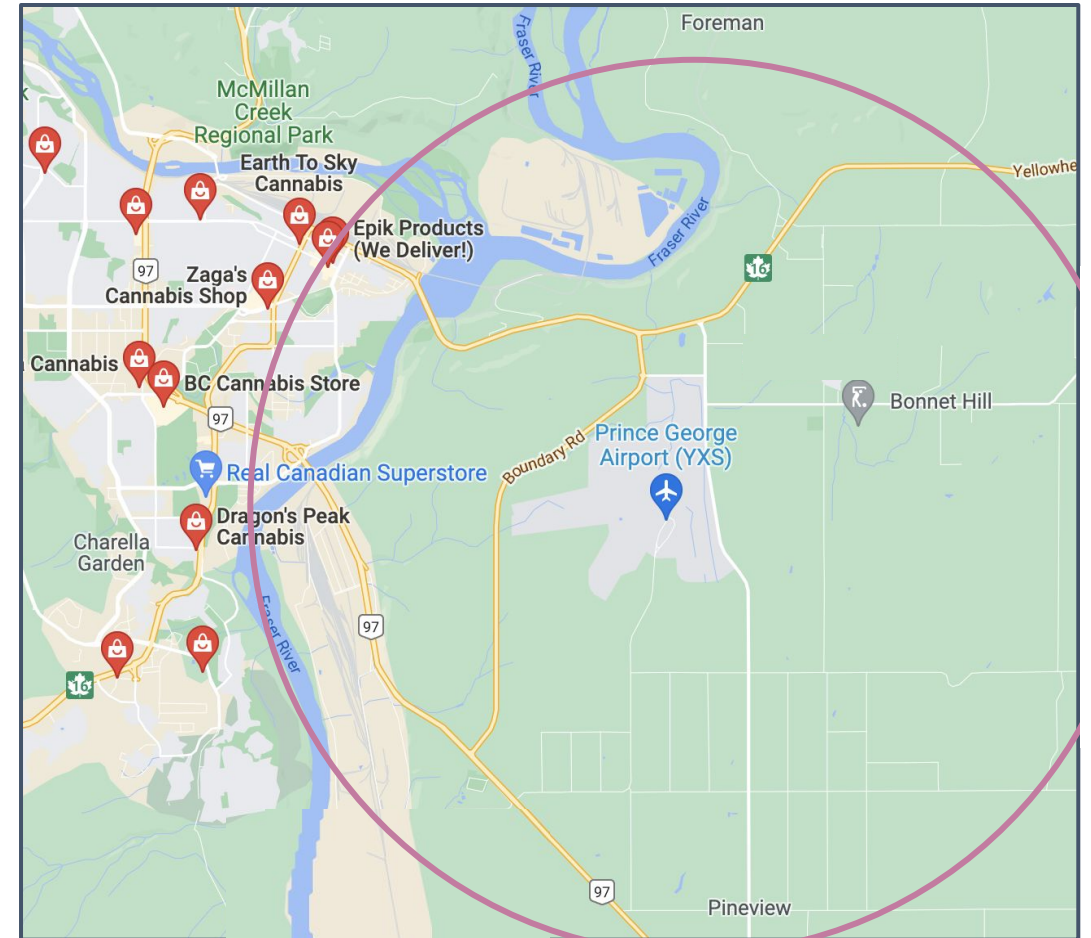 Foreman
Fraser River
McMillan
Creek
Regional Park
Earth To Sky
Cannabis
Yellowhe
Epik Products
(We Deliver!)
Fraser River
97
Zaga's
Cannabis Shop
16
Cannabis
BC Cannabis Store
97
Bonnet Hill
Boundary Rd
Prince George
Airport (YXS)
Real Canadian Superstore
Dragon's Peak
Cannabis
Charella
Garden
Fraser River
97
16
97
Pineview